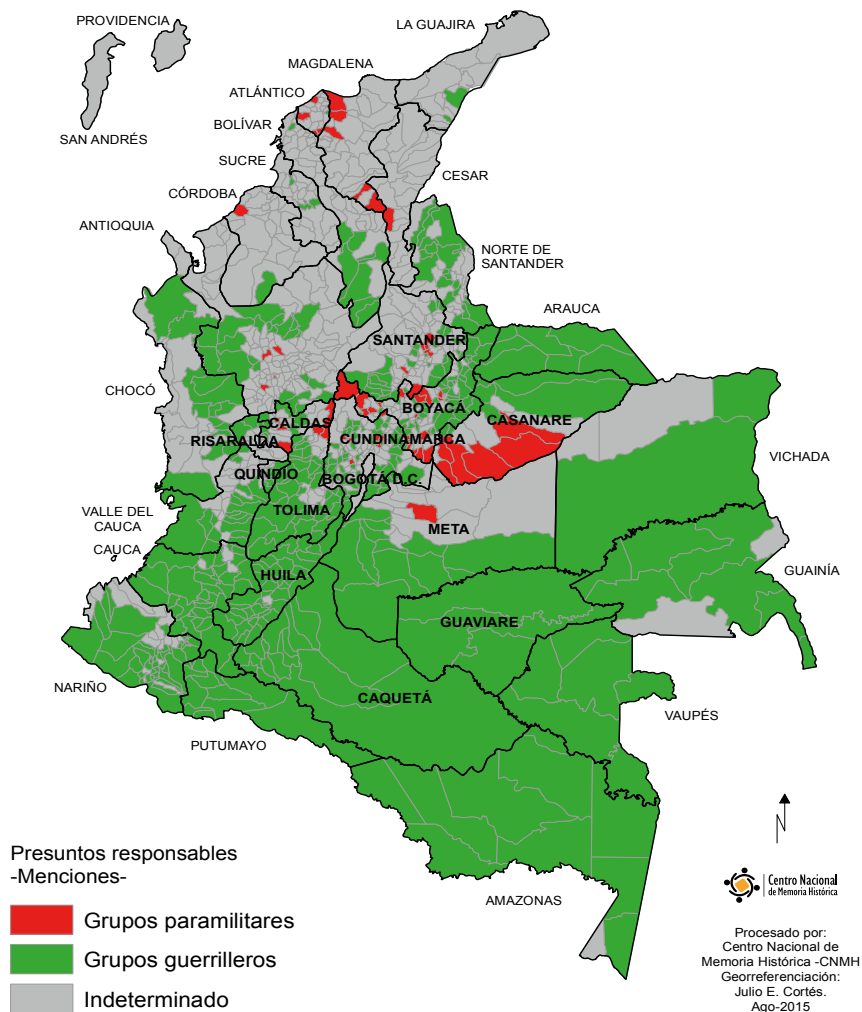 PROVIDENCIA
LA GUAJIRA
MAGDALENA
ATLÁNTICO
BOLÍVAR
SAN ANDRÉS
SUCRE
CESAR
CÓRDOBA
ANTIOQUIA
NORTE DE
SANTANDER
ARAUCA
SANTANDER
CHOCÓ
BOYACÁ
CASANARE
CALDAS
RISARALDA
CUNDINAMARCA
VICHADA
QUINDÍO
BOGOTÁ D.C.
VALLE DEL
CAUCA
TOLIMA
META
CAUCA
GUAINÍA
HUILA
GUAVIARE
NARIÑO
CAQUETÁ
VAUPÉS
PUTUMAYO
AMAZONAS
Presuntos responsables
-Menciones-
Grupos paramilitares
Grupos guerrilleros
Indeterminado
N
Centro Nacional
de Memoria Histórica
Procesado por:
Centro Nacional de
Memoria Histórica -CNMH
Georreferenciación:
Julio E. Cortés.
Ago-2015